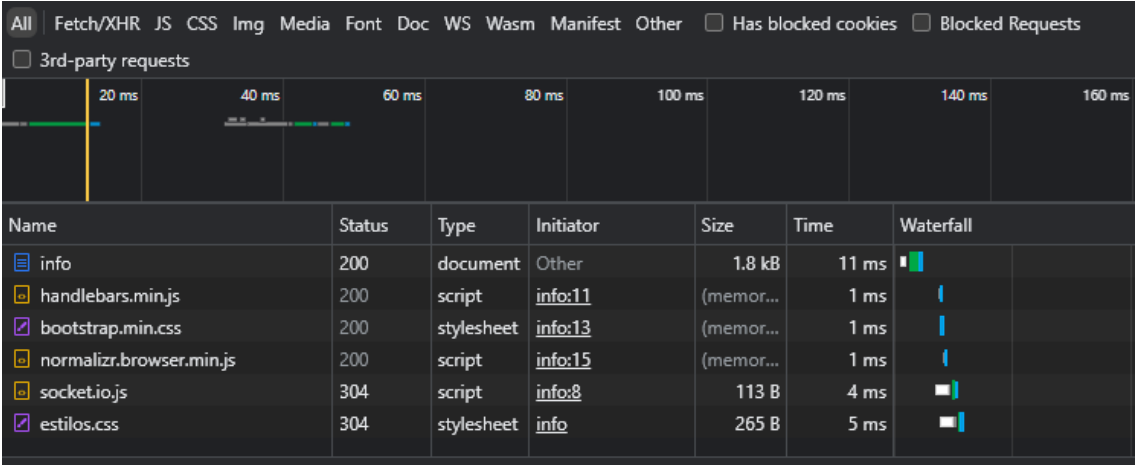 All Fetch/XHR JS CSS Img Media Font Doc WS Wasm Manifest Other Has blocked cookies Blocked Requests
3rd-party requests
20 ms 40 ms 60 ms 80 ms 100 ms 120 ms 140 ms 160 ms
Name Status Type Initiator Size Time Waterfall
info 200 document Other 1.8 kB 11 ms
handlebars.min.js 200 script info:11 (memor... 1 ms
bootstrap.min.css 200 stylesheet info:13 (memor... 1 ms
normalizr.browser.min.js 200 script info:15 (memor... 1 ms
socket.io.js 304 script info:8 113 B 4 ms
estilos.css 304 stylesheet info 265 B 5 ms